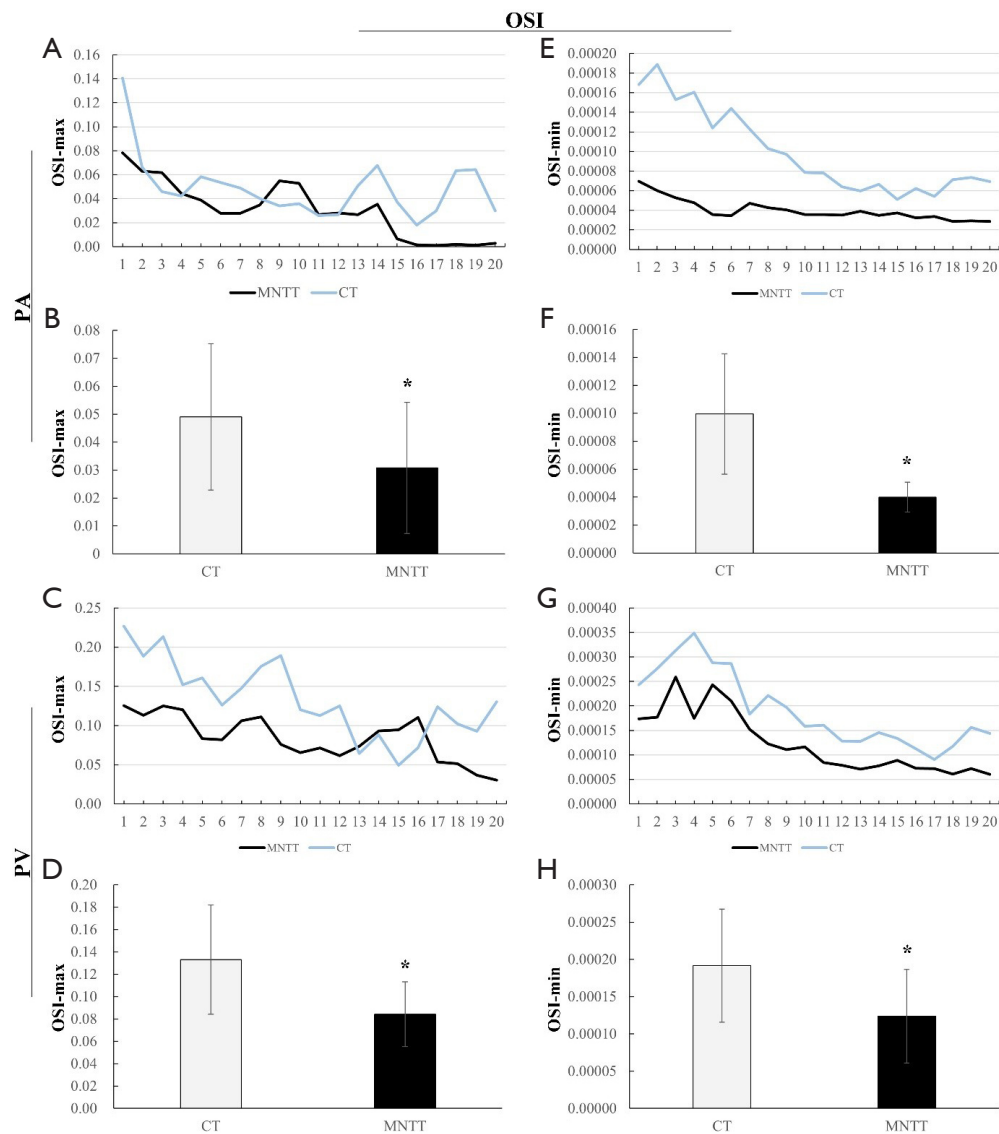 OSI
PA
PV
A
OSI-max
0.16
0.14
0.12
0.10
0.08
0.06
0.04
0.02
0.00
1 2 3 4 5 6 7 8 9 10 11 12 13 14 15 16 17 18 19 20
MNTT CT
B
OSI-max
0.08
0.07
0.06
0.05
0.04
0.03
0.02
0.01
0
CT MNTT
*
C
OSI-max
0.25
0.20
0.15
0.10
0.05
0.00
1 2 3 4 5 6 7 8 9 10 11 12 13 14 15 16 17 18 19 20
MNTT CT
D
OSI-max
0.20
0.18
0.16
0.14
0.12
0.10
0.08
0.06
0.04
0.02
0.00
CT MNTT
*
E
OSI-min
0.00020
0.00018
0.00016
0.00014
0.00012
0.00010
0.00008
0.00006
0.00004
0.00002
0.00000
1 2 3 4 5 6 7 8 9 10 11 12 13 14 15 16 17 18 19 20
MNTT CT
F
OSI-min
0.00016
0.00014
0.00012
0.00010
0.00008
0.00006
0.00004
0.00002
0.00000
CT MNTT
*
G
OSI-min
0.00040
0.00035
0.00030
0.00025
0.00020
0.00015
0.00010
0.00005
0.00000
1 2 3 4 5 6 7 8 9 10 11 12 13 14 15 16 17 18 19 20
MNTT CT
H
OSI-min
0.00030
0.00025
0.00020
0.00015
0.00010
0.00005
0.00000
CT MNTT
*